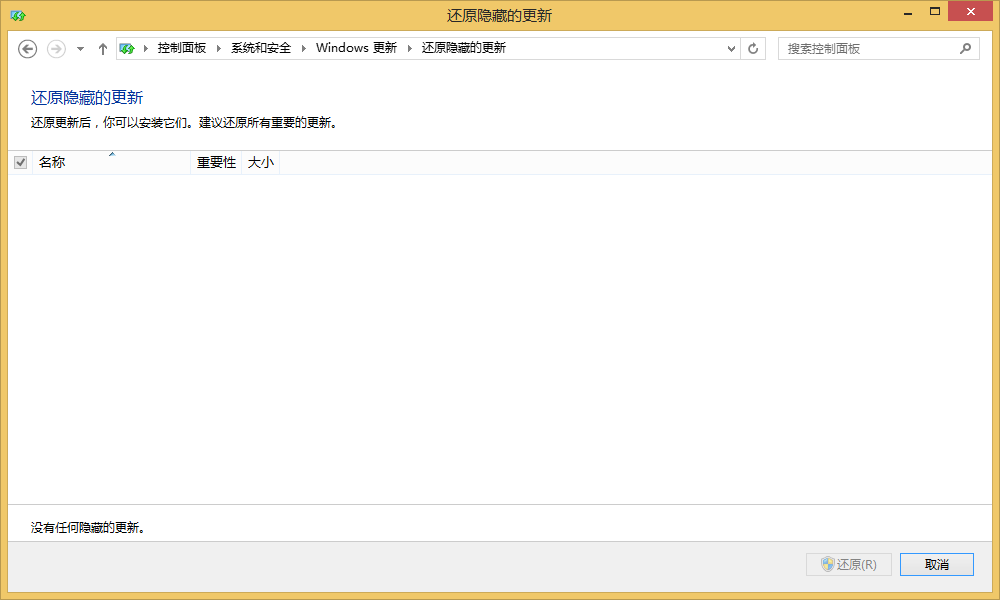 还原隐藏的更新
控制面板 系统和安全 Windows 更新 还原隐藏的更新 搜索控制面板
还原隐藏的更新
还原更新后，你可以安装它们。建议还原所有重要的更新。
名称 重要性 大小
没有任何隐藏的更新。
还原(R) 取消